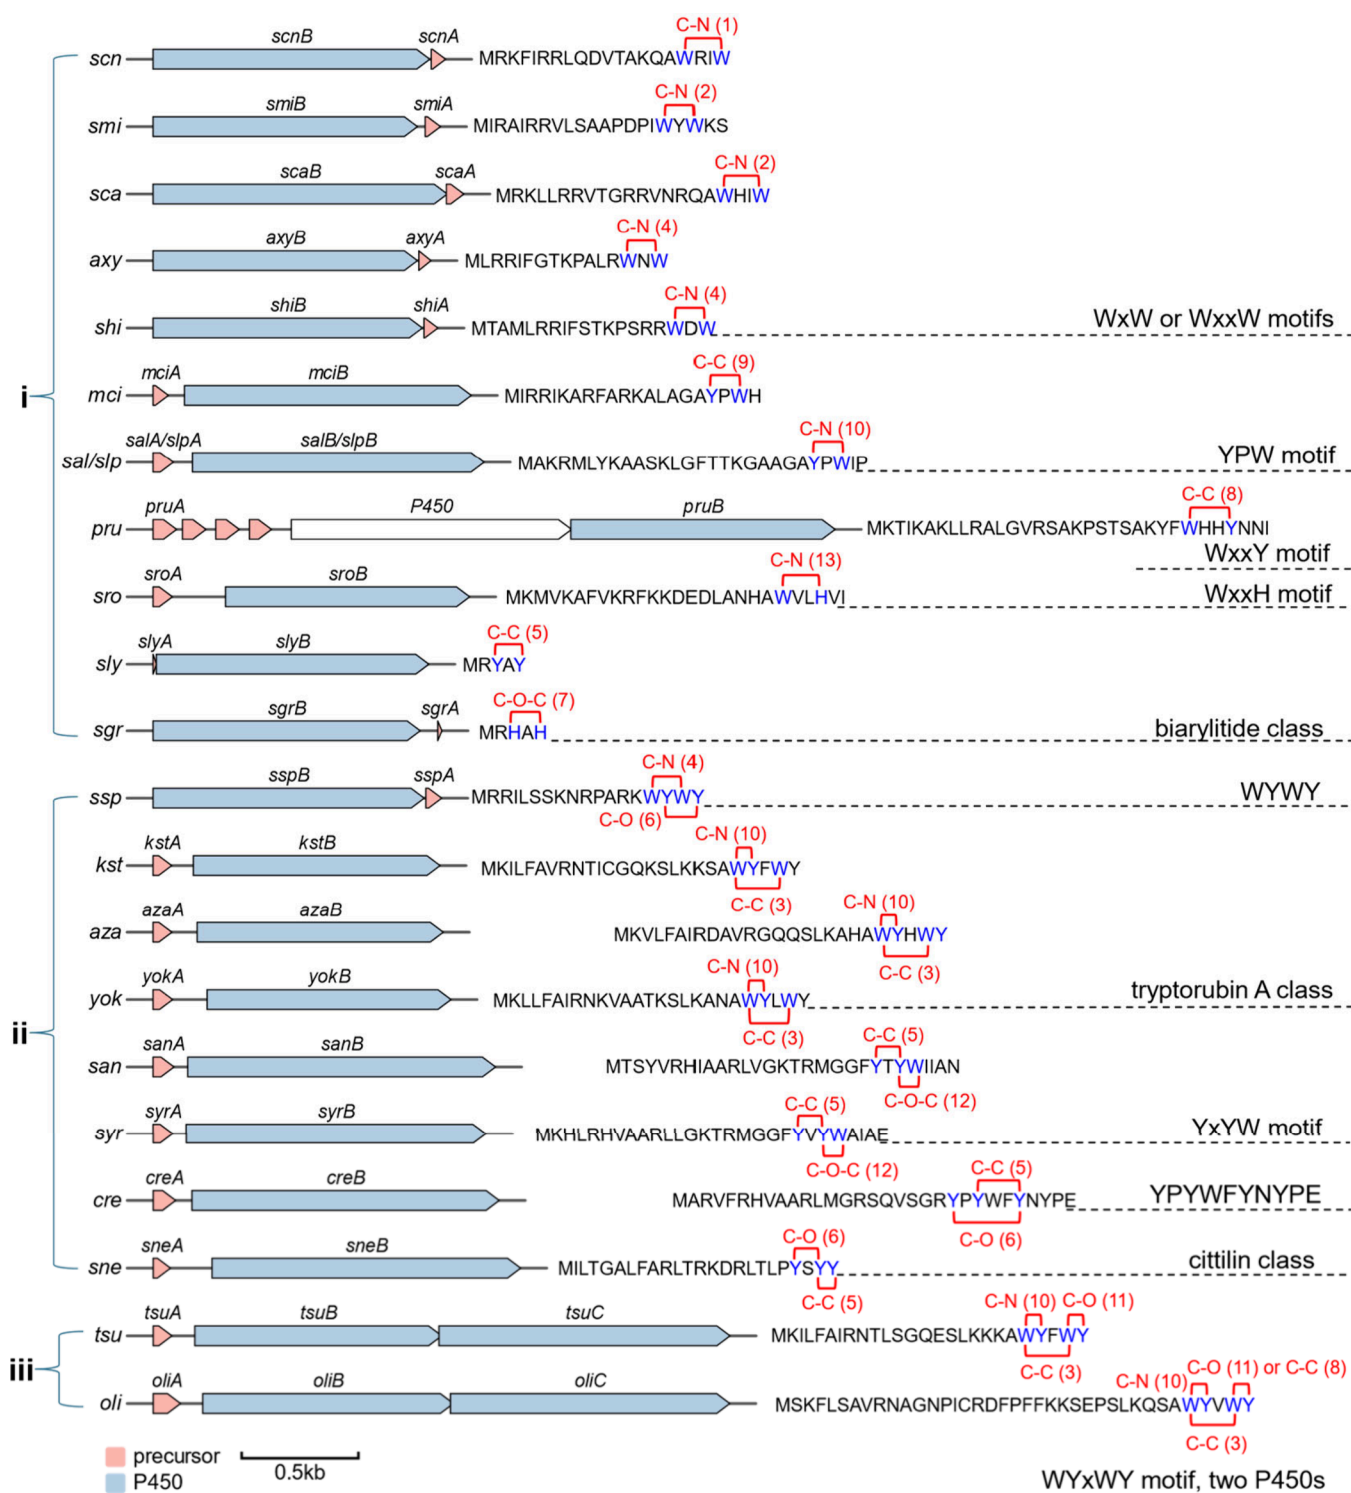 C-N (1)
scnB scnA
scn MRKFIRRLQDVTAKQAWRIW
C-N (2)
smiB smiA
smi MIRAIRRVLSAAPDPIWYWKS
C-N (2)
scaB scaA
sca MRKLLRRVTGRRVNRQAWHIW
C-N (4)
axyB axyA
axy MLRRIFGTKPALRWNW
C-N (4)
shiB shiA
shi MTAMLRRIFSTKPSRRWDW WxW or WxxW motifs
C-C (9)
mciA mciB
i mci MIRRIKARFARKALAGAYPWH
C-N (10)
salA/slpA salB/slpB
sal/slp MAKRMLYKAASKLGFTTKGAAGAYPWIP YPW motif
C-C (8)
pruA P450 pruB
pru MKTIKAKLLRALGVRSAKPSTSAKYFWHHYNNI
WxxY motif
C-N (13)
sroA sroB
sro MKMVKAFVKRFKKDEDLANHAWVLHVI WxxH motif
C-C (5)
slyA slyB
sly MRYAY
C-O-C (7)
sgrB sgrA
sgr MRHAH biarylitide class
C-N (4)
sspB sspA
ssp MRRILSSKNRPARKWYWY WYWY
C-O (6)
C-N (10)
kstA kstB
kst MKILFAVRNTICGQKSLKKSAWYFWY
C-C (3)
C-N (10)
azaA azaB
aza MKVLFAIRDAVRGQQSLKAHAWYHWY
C-C (3)
C-N (10)
yokA yokB
yok MKLLFAIRNKVAATKSLKANAWYLWY tryptorubin A class
ii
C-C (3)
C-C (5)
sanA sanB
san MTSYVRHIAARLVGKTRMGGFYTYWIIAN
C-O-C (12)
C-C (5)
syrA syrB
syr MKHLRHVAARLLGKTRMGGFYVYWAIAE YxYW motif
C-O-C (12)
C-C (5)
creA creB
cre MARVFRHVAARLMGRSQVSGRYPYWFYNYPE YPYWFYNYPE
C-O (6)
C-O (6)
sneA sneB
sne MILTGALFARLTRKDRLTLPYSYY cittilin class
C-C (5)
C-N (10) C-O (11)
tsuA tsuB tsuC
tsu MKILFAIRNTLSGQESLKKKAWYFWY
C-C (3)
iii
C-O (11) or C-C (8)
C-N (10)
oliA oliB oliC
oli MSKFLSAVRNAGNPICRDFPFFKKSEPSLKQSAWYVWY
C-C (3)
precursor
P450
0.5kb
WYxWY motif, two P450s